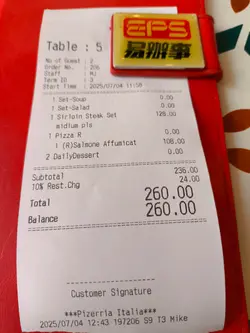 EPS
易辦事
Table : 5
No.of Guest : 2
Order No. : 206
Staff : MJ
Term ID : 3
Start Time : 2025/07/04 11:58
1 Set-Soup 0.00
1 Set-Salad 0.00
1 Sirloin Steak Set 128.00
midium pls
1 Pizza R 0.00
1 (R)Salmone Affumicat 108.00
2 DailyDessert 0.00
Subtotal 236.00
10% Rest.Chg 24.00
Total 260.00
Balance 260.00
Customer Signature
***Pizerria Italia***
2025/07/04 12:43 197206 S9 T3 Mike